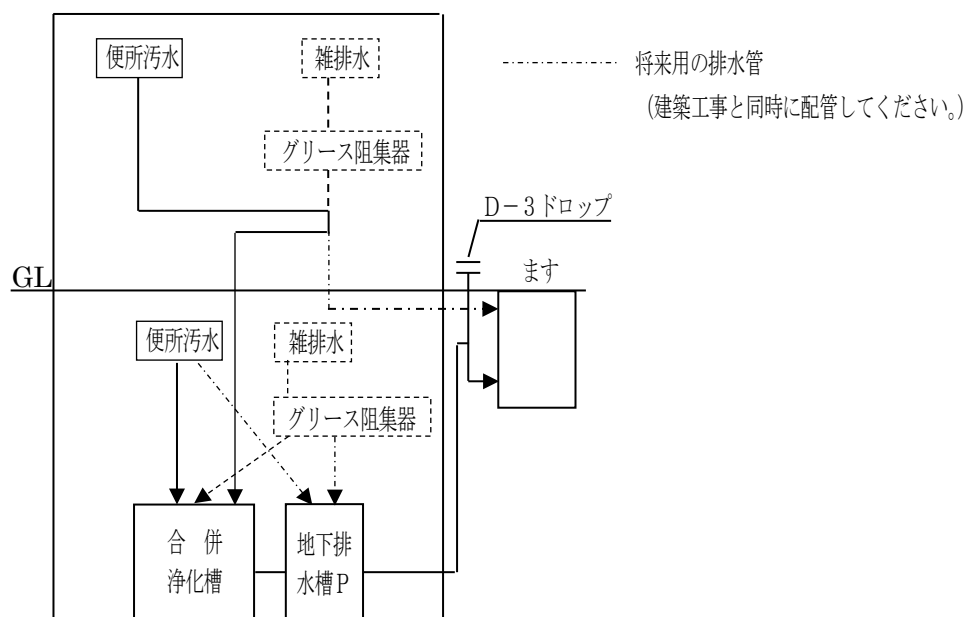 便所汚水
雑排水
将来用の排水管
(建築工事と同時に配管してください。)
グリース阻集器
D-3ドロップ
GL
ます
便所汚水
雑排水
グリース阻集器
合 併
浄化槽
地下排
水槽P